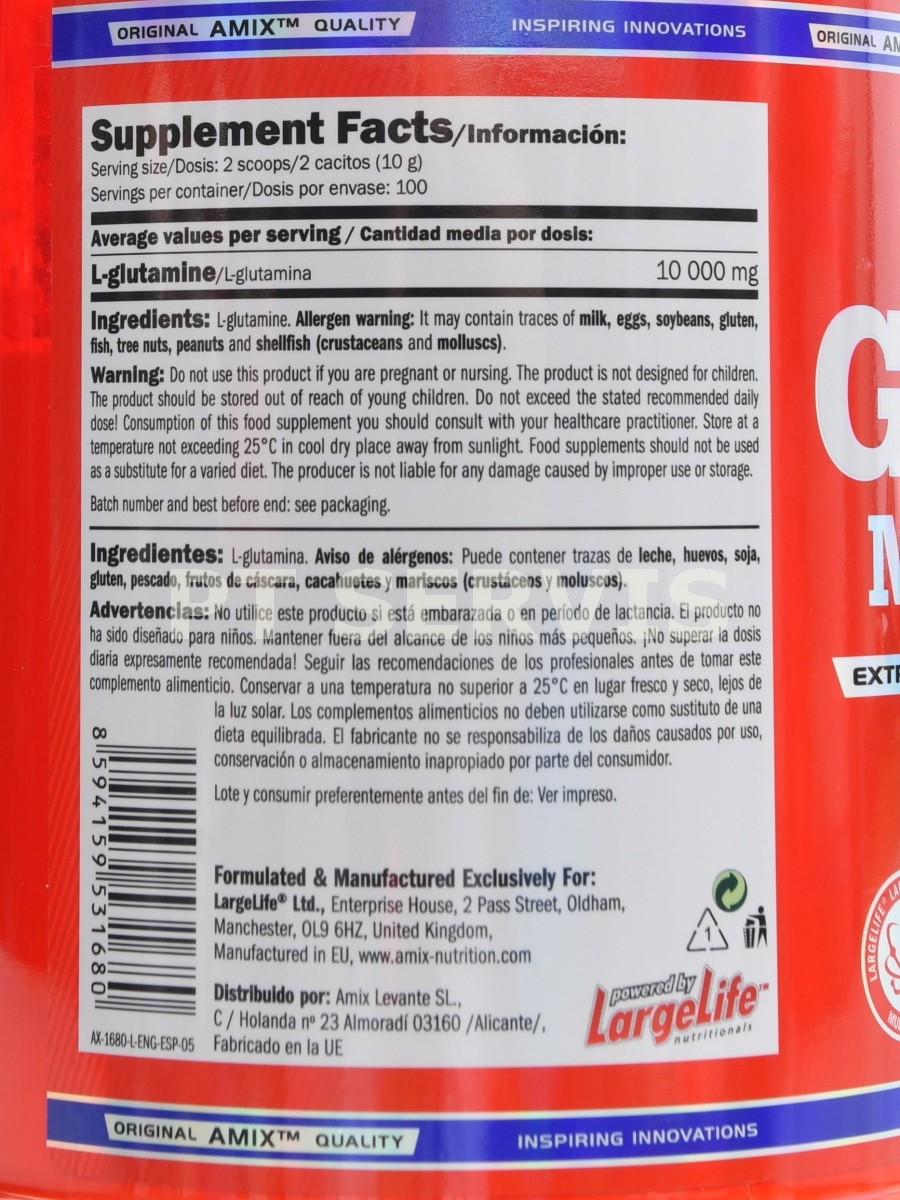 ORIGINAL AMIX™ QUALITY
INSPIRING INNOVATIONS
ORIGINAL
Supplement Facts/Información:
Serving size/Dosis: 2 scoops/2 cacitos (10 g)
Servings per container/Dosis por envase: 100
Average values per serving / Cantidad media por dosis:
L-glutamine/L-glutamina 10 000 mg
Ingredients: L-glutamine. Allergen warning: It may contain traces of milk, eggs, soybeans, gluten,
fish, tree nuts, peanuts and shellfish (crustaceans and molluscs).
Warning: Do not use this product if you are pregnant or nursing. The product is not designed for children.
The product should be stored out of reach of young children. Do not exceed the stated recommended daily
dose! Consumption of this food supplement you should consult with your healthcare practitioner. Store at a
temperature not exceeding 25°C in cool dry place away from sunlight. Food supplements should not be used
as a substitute for a varied diet. The producer is not liable for any damage caused by improper use or storage.
Batch number and best before end: see packaging.
Ingredientes: L-glutamina. Aviso de alérgenos: Puede contener trazas de leche, huevos, soja,
gluten, pescado, frutos de cáscara, cacahuetes y mariscos (crustáceos y moluscos).
PT SERVIS
Advertencias: No utilice este producto si está embarazada o en período de lactancia. El producto no
ha sido diseñado para niños. Mantener fuera del alcance de los niños más pequeños. ¡No superar la dosis
diaria expresamente recomendada! Seguir las recomendaciones de los profesionales antes de tomar este
complemento alimenticio. Conservar a una temperatura no superior a 25°C en lugar fresco y seco, lejos de
la luz solar. Los complementos alimenticios no deben utilizarse como sustituto de una
dieta equilibrada. El fabricante no se responsabiliza de los daños causados por uso,
conservación o almacenamiento inapropiado por parte del consumidor.
Lote y consumir preferentemente antes del fin de: Ver impreso.
8 594159 531680
AX-1680-L-ENG-ESP-05
Formulated & Manufactured Exclusively For:
LargeLife® Ltd., Enterprise House, 2 Pass Street, Oldham,
Manchester, OL9 6HZ, United Kingdom,
Manufactured in EU, www.amix-nutrition.com
Distribuido por: Amix Levante SL.,
C / Holanda nº 23 Almoradí 03160 /Alicante/,
Fabricado en la UE
1
powered by
LargeLife™
nutritionals
G
M
EXTR
LARGELIFE®
ORIGINAL AMIX™ QUALITY
INSPIRING INNOVATIONS